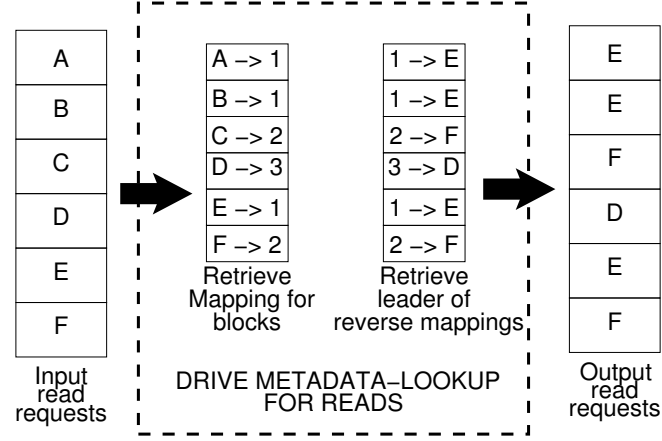 A
B
C
D
E
F
Input
read
requests
A −> 1
B −> 1
C −> 2
D −> 3
E −> 1
F −> 2
Retrieve
Mapping for
blocks
1 −> E
1 −> E
2 −> F
3 −> D
1 −> E
2 −> F
Retrieve
leader of
reverse mappings
DRIVE METADATA−LOOKUP
FOR READS
E
E
F
D
E
F
Output
read
requests